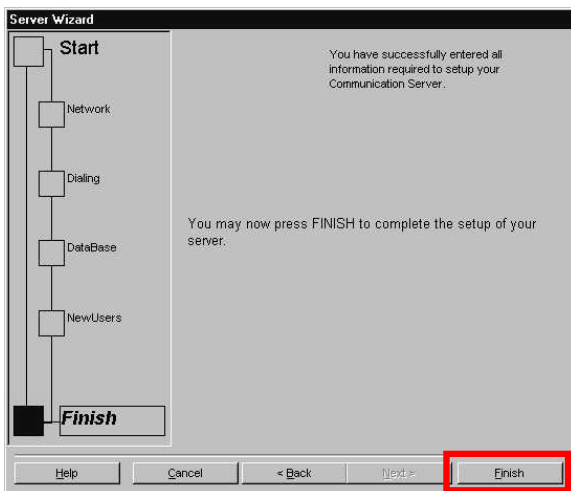 Server Wizard
Start
Network
Dialing
DataBase
NewUsers
Finish
You have successfully entered all
information required to setup your
Communication Server.
You may now press FINISH to complete the setup of your
server.
Help
Cancel
< Back
Next >
Finish